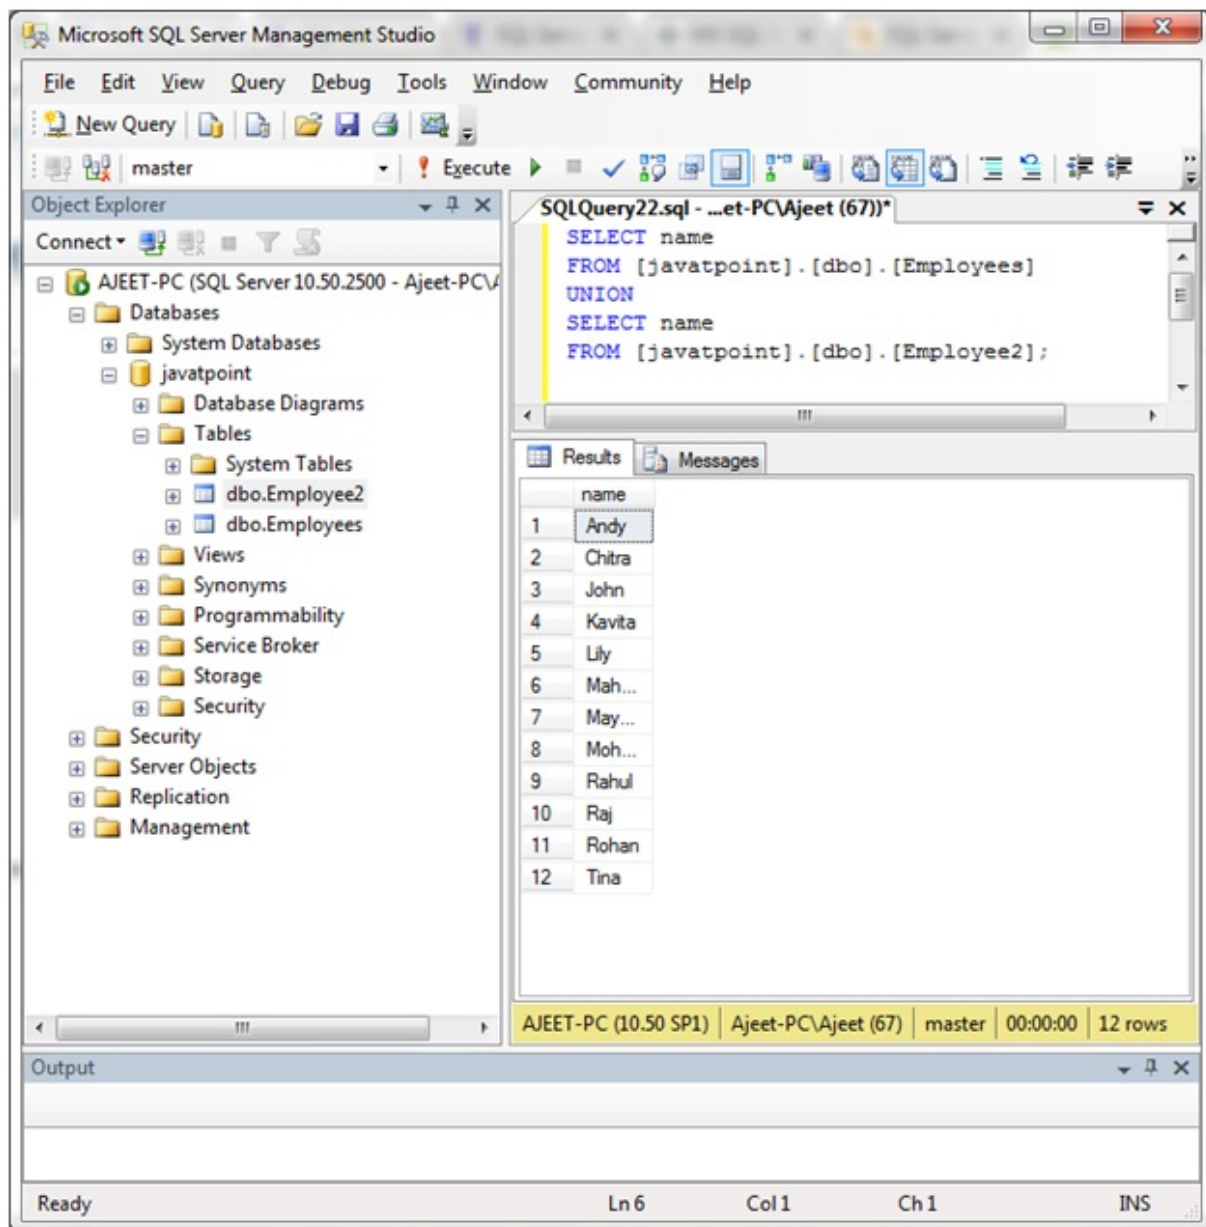 Microsoft SQL Server Management Studio
File Edit View Query Debug Tools Window Community Help
New Query
master Execute
Object Explorer
Connect
AJEET-PC (SQL Server 10.50.2500 - Ajeet-PC\A
Databases
System Databases
javatpoint
Database Diagrams
Tables
System Tables
dbo.Employee2
dbo.Employees
Views
Synonyms
Programmability
Service Broker
Storage
Security
Security
Server Objects
Replication
Management
SQLQuery22.sql - ...et-PC\Ajeet (67))*
SELECT name
FROM [javatpoint].[dbo].[Employees]
UNION
SELECT name
FROM [javatpoint].[dbo].[Employee2];
Results Messages
name
1 Andy
2 Chitra
3 John
4 Kavita
5 Lily
6 Mah...
7 May...
8 Moh...
9 Rahul
10 Raj
11 Rohan
12 Tina
AJEET-PC (10.50 SP1) Ajeet-PC\Ajeet (67) master 00:00:00 12 rows
Output
Ready Ln 6 Col 1 Ch 1 INS